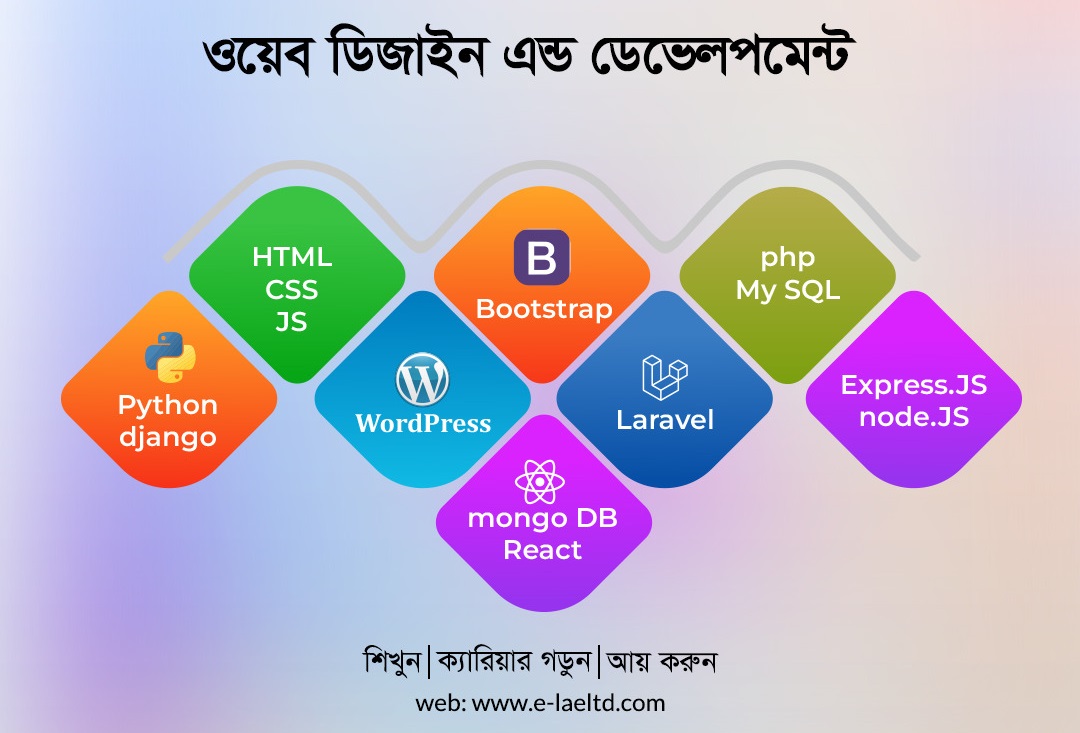 ওয়েব ডিজাইন এন্ড ডেভেলপমেন্ট
HTML
CSS
JS
B
Bootstrap
php
My SQL
Python
django
W
WordPress
Laravel
Express.JS
node.JS
mongo DB
React
শিখুন|ক্যারিয়ার গড়ুন|আয় করুন
web: www.e-laeltd.com